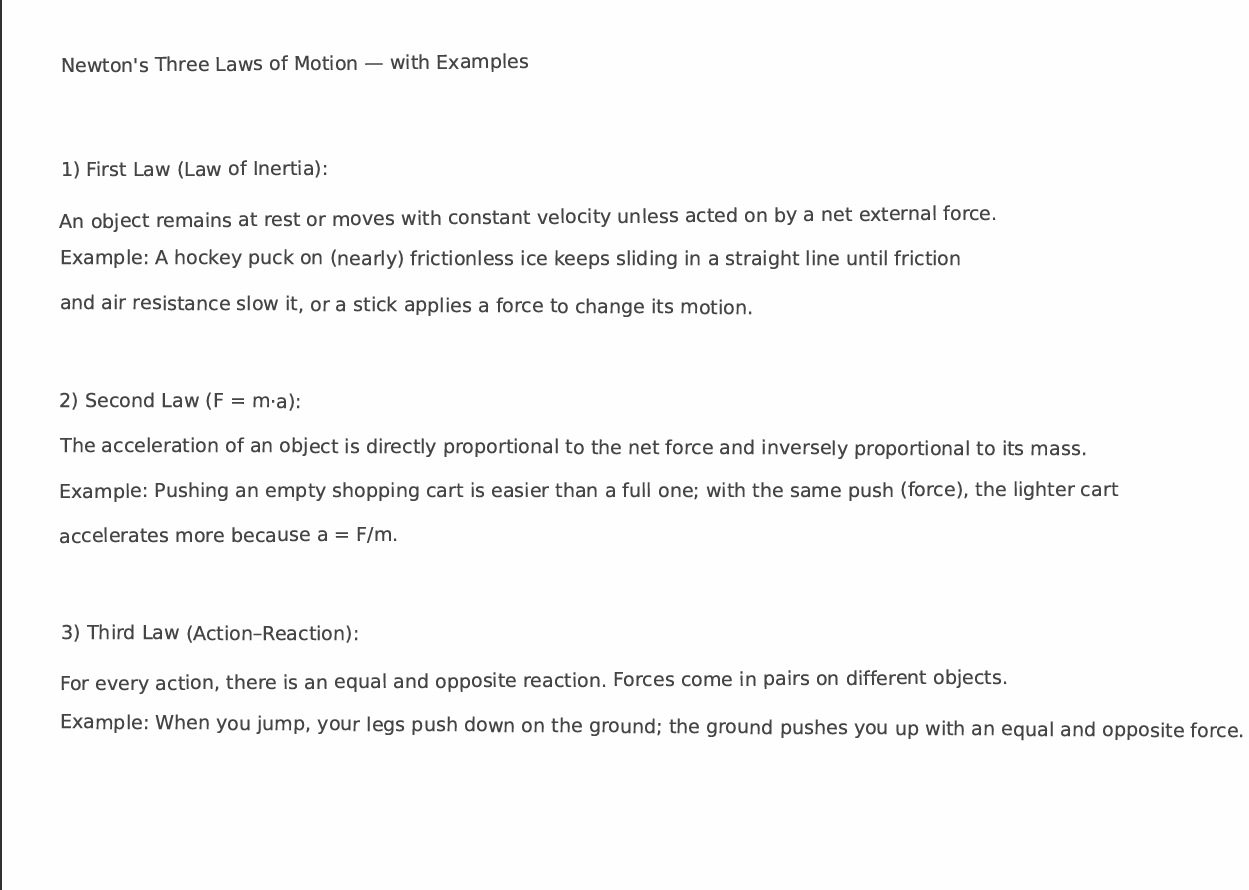 Newton's Three Laws of Motion — with Examples
1) First Law (Law of Inertia):
An object remains at rest or moves with constant velocity unless acted on by a net external force.
Example: A hockey puck on (nearly) frictionless ice keeps sliding in a straight line until friction
and air resistance slow it, or a stick applies a force to change its motion.
2) Second Law (F = m·a):
The acceleration of an object is directly proportional to the net force and inversely proportional to its mass.
Example: Pushing an empty shopping cart is easier than a full one; with the same push (force), the lighter cart
accelerates more because a = F/m.
3) Third Law (Action–Reaction):
For every action, there is an equal and opposite reaction. Forces come in pairs on different objects.
Example: When you jump, your legs push down on the ground; the ground pushes you up with an equal and opposite force.